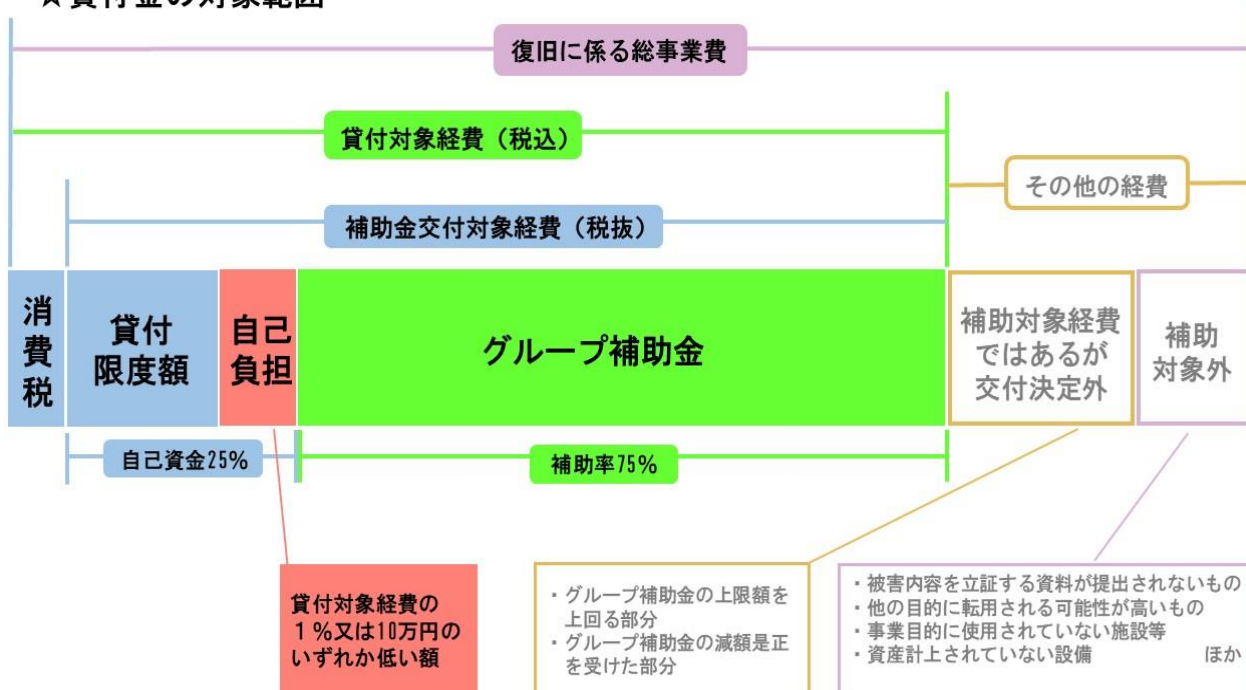 ★貸付金の対象範囲
復旧に係る総事業費
貸付対象経費（税込）
その他の経費
補助金交付対象経費（税抜）
消
費
税
貸付
限度額
自己
負担
グループ補助金
補助対象経費
ではあるが
交付決定外
補助
対象外
自己資金25%
補助率75%
貸付対象経費の
１%又は10万円の
いずれか低い額
・グループ補助金の上限額を
上回る部分
・グループ補助金の減額是正
を受けた部分
・被害内容を立証する資料が提出されないもの
・他の目的に転用される可能性が高いもの
・事業目的に使用されていない施設等
・資産計上されていない設備　　　　　　ほか